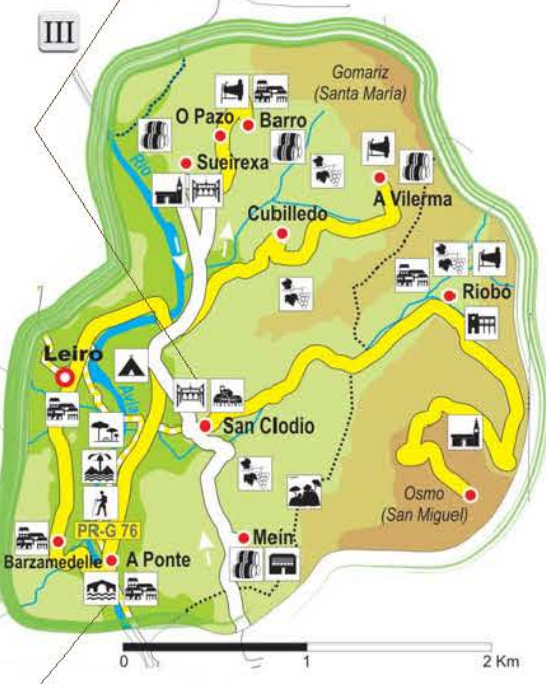 III
Gomariz
(Santa María)
O Pazo
Barro
Río
Sueirexa
A Vilerma
Cubilledo
Riobó
Leiro
Avia
San Clodio
Osmo
(San Miguel)
PR-G 76
Mein
Barzamedelle
A Ponte
0
1
2 Km